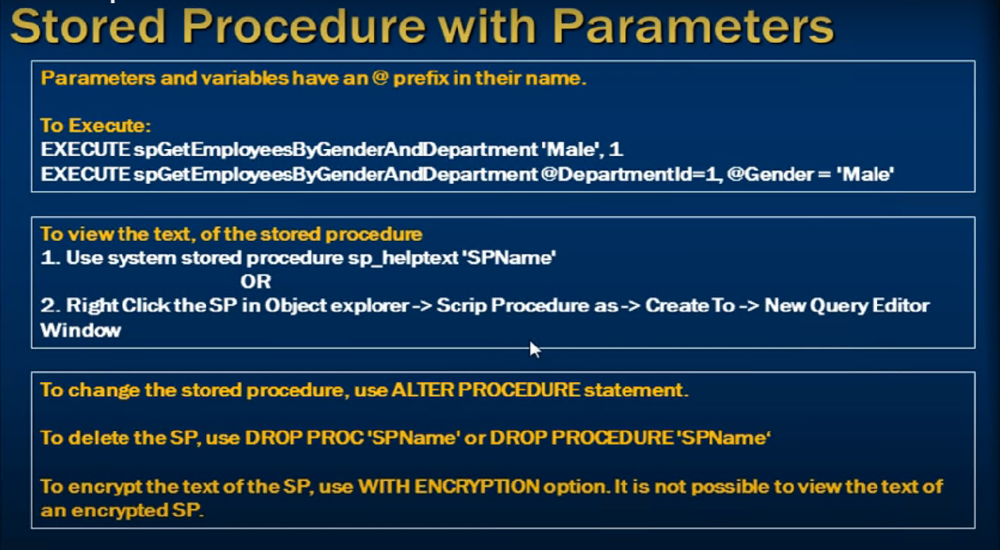 Stored Procedure with Parameters
Parameters and variables have an @ prefix in their name.
To Execute:
EXECUTE spGetEmployeesByGenderAndDepartment 'Male', 1
EXECUTE spGetEmployeesByGenderAndDepartment @DepartmentId=1, @Gender = 'Male'
To view the text, of the stored procedure
1. Use system stored procedure sp_helptext 'SPName'
OR
2. Right Click the SP in Object explorer -> Scrip Procedure as -> Create To -> New Query Editor
Window
To change the stored procedure, use ALTER PROCEDURE statement.
To delete the SP, use DROP PROC 'SPName' or DROP PROCEDURE 'SPName‘
To encrypt the text of the SP, use WITH ENCRYPTION option. It is not possible to view the text of
an encrypted SP.